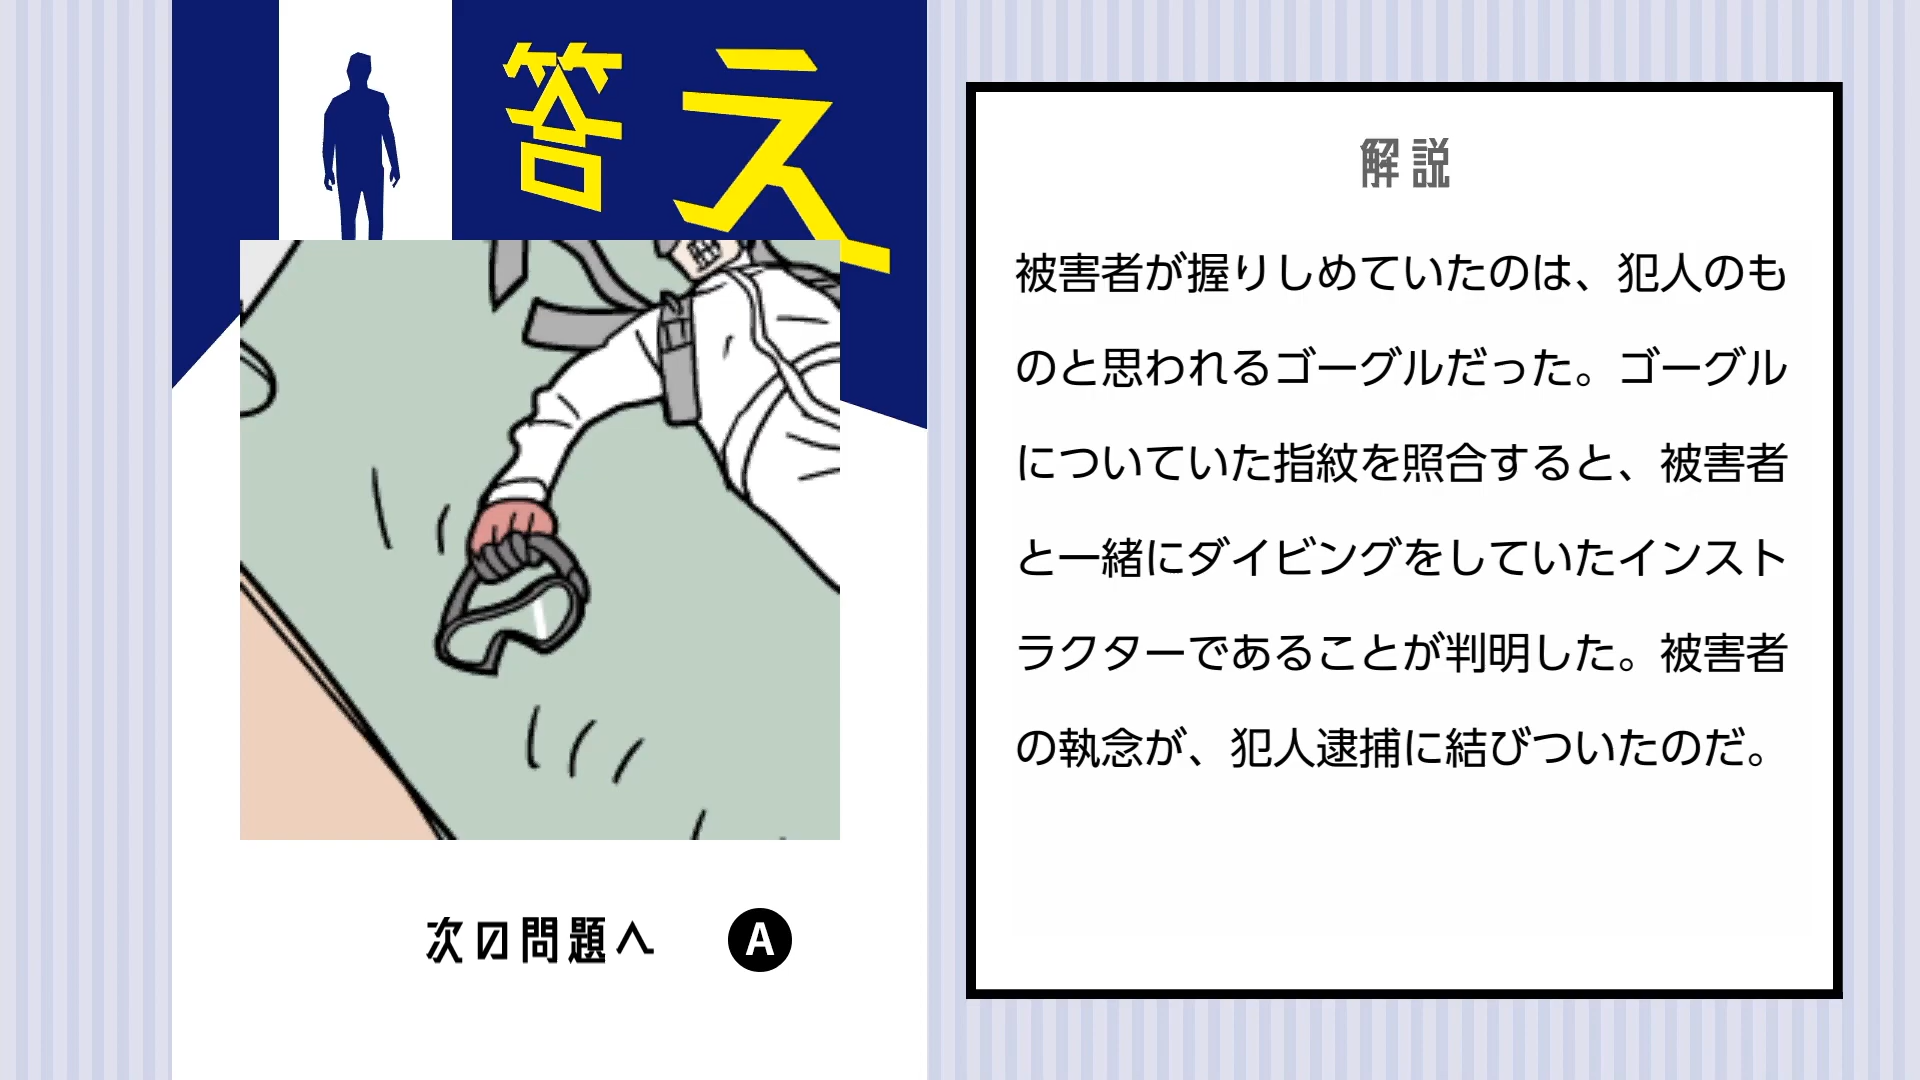 答え
解説
被害者が握りしめていたのは、犯人のも
のと思われるゴーグルだった。ゴーグル
についていた指紋を照合すると、被害者
と一緒にダイビングをしていたインスト
ラクターであることが判明した。被害者
の執念が、犯人逮捕に結びついたのだ。
次の問題へ A